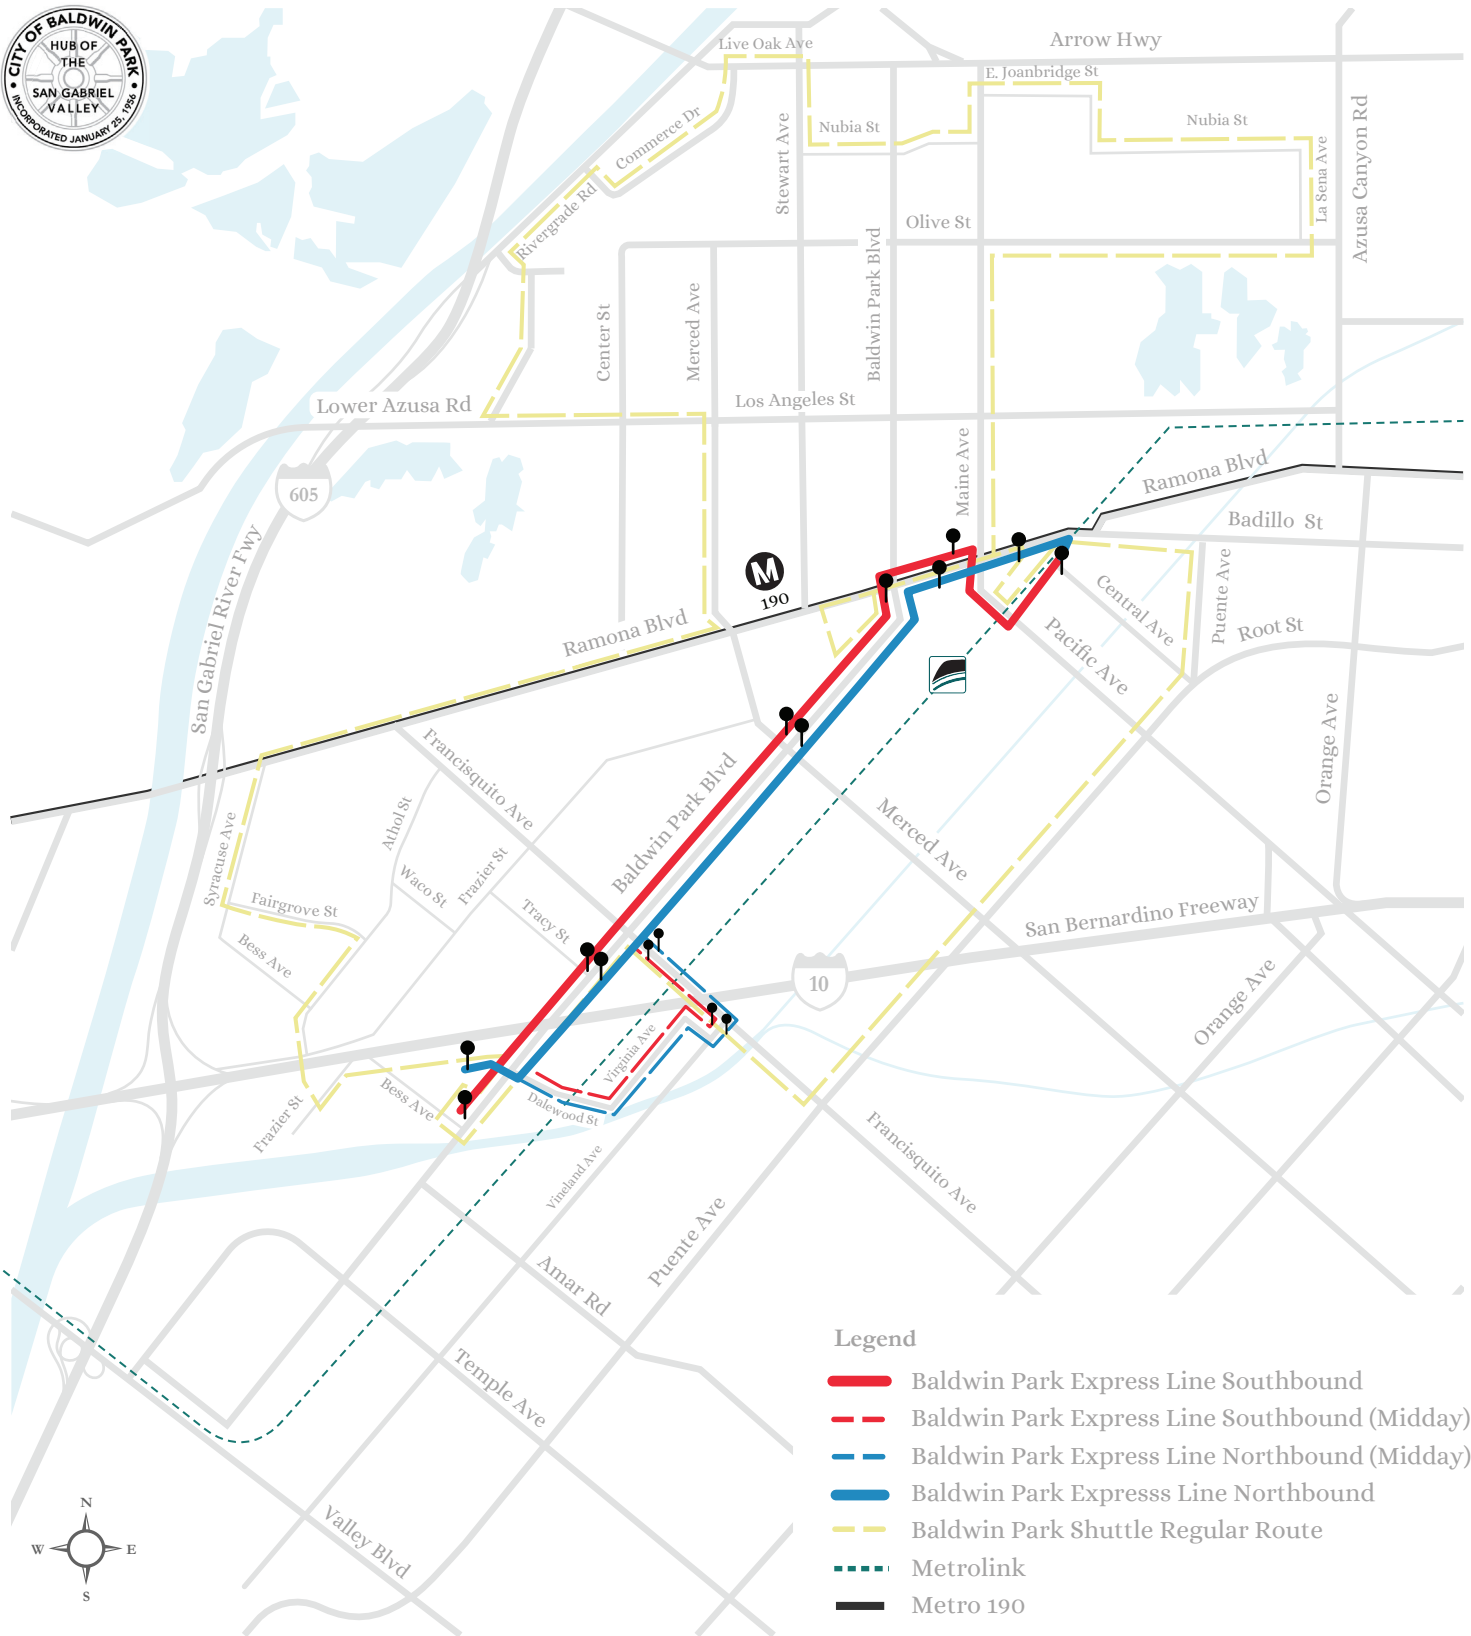 CITY OF BALDWIN PARK
HUB OF
THE
SAN GABRIEL
VALLEY
INCORPORATED JANUARY 25, 1956
Live Oak Ave
Arrow Hwy
E. Joanbridge St
Commerce Dr
Stewart Ave
Nubia St
Nubia St
La Sena Ave
Azusa Canyon Rd
Rivergrade Rd
Olive St
Baldwin Park Blvd
Center St
Merced Ave
Lower Azusa Rd
Los Angeles St
Maine Ave
Ramona Blvd
605
Badillo St
San Gabriel River Fwy
M
190
Ramona Blvd
Central Ave
Puente Ave
Root St
Pacific Ave
Orange Ave
Francisquito Ave
Baldwin Park Blvd
Syracuse Ave
Athol St
Merced Ave
Waco St
Frazier St
Fairgrove St
Tracy St
San Bernardino Freeway
Bess Ave
10
Orange Ave
Virginia Ave
Bess Ave
Dalewood St
Frazier St
Francisquito Ave
Vineland Ave
Puente Ave
Amar Rd
Temple Ave
Valley Blvd
Legend
Baldwin Park Express Line Southbound
Baldwin Park Express Line Southbound (Midday)
Baldwin Park Express Line Northbound (Midday)
Baldwin Park Expresss Line Northbound
Baldwin Park Shuttle Regular Route
Metrolink
Metro 190
N
W E
S